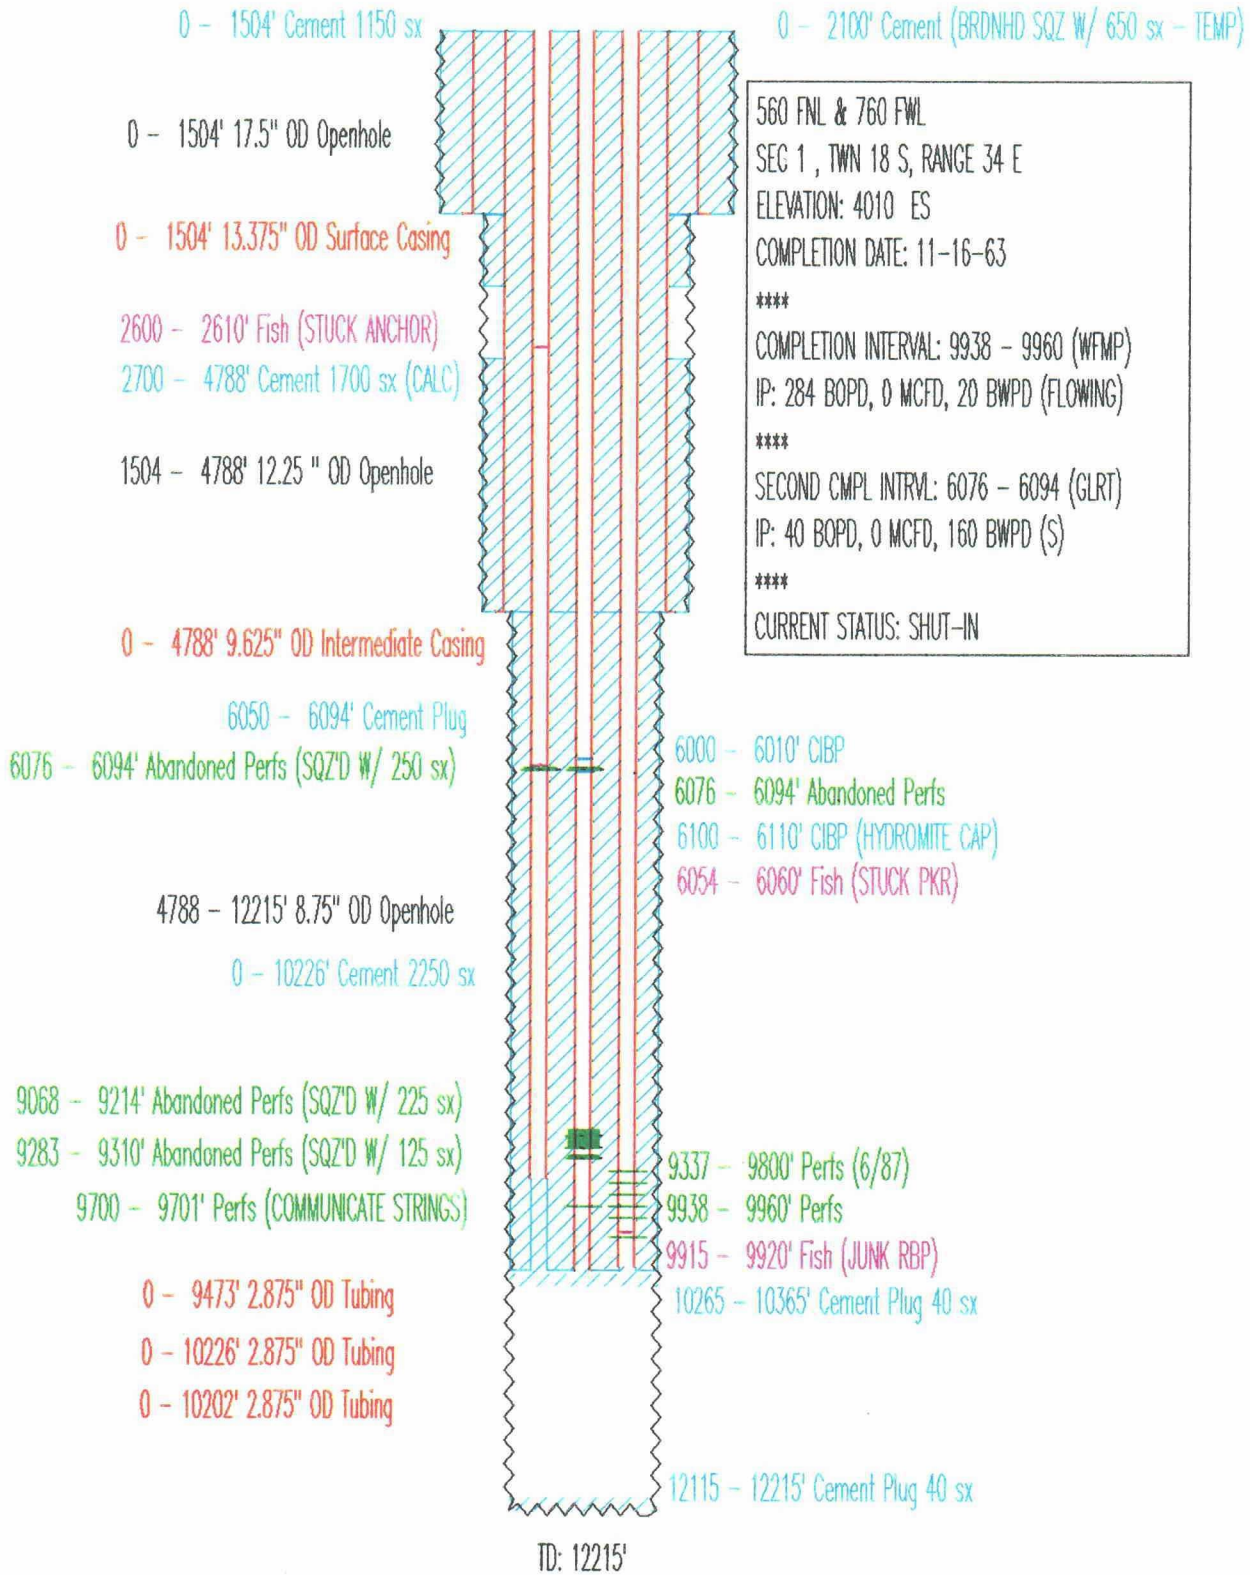 0 - 1504' Cement 1150 sx
0 - 2100' Cement (BRDNHD SQZ W/ 650 sx - TEMP)
0 - 1504' 17.5" OD Openhole
0 - 1504' 13.375" OD Surface Casing
2600 - 2610' Fish (STUCK ANCHOR)
2700 - 4788' Cement 1700 sx (CALC)
1504 - 4788' 12.25 " OD Openhole
560 FNL & 760 FWL
SEC 1 , TWN 18 S, RANGE 34 E
ELEVATION: 4010 ES
COMPLETION DATE: 11-16-63
****
COMPLETION INTERVAL: 9938 - 9960 (WFMP)
IP: 284 BOPD, 0 MCFD, 20 BWPD (FLOWING)
****
SECOND CMPL INTRVL: 6076 - 6094 (GLRT)
IP: 40 BOPD, 0 MCFD, 160 BWPD (S)
****
CURRENT STATUS: SHUT-IN
0 - 4788' 9.625" OD Intermediate Casing
6050 - 6094' Cement Plug
6076 - 6094' Abandoned Perfs (SQZ'D W/ 250 sx)
6000 - 6010' CIBP
6076 - 6094' Abandoned Perfs
6100 - 6110' CIBP (HYDROMITE CAP)
6054 - 6060' Fish (STUCK PKR)
4788 - 12215' 8.75" OD Openhole
0 - 10226' Cement 2250 sx
9068 - 9214' Abandoned Perfs (SQZ'D W/ 225 sx)
9283 - 9310' Abandoned Perfs (SQZ'D W/ 125 sx)
9700 - 9701' Perfs (COMMUNICATE STRINGS)
9337 - 9800' Perfs (6/87)
9938 - 9960' Perfs
9915 - 9920' Fish (JUNK RBP)
10265 - 10365' Cement Plug 40 sx
0 - 9473' 2.875" OD Tubing
0 - 10226' 2.875" OD Tubing
0 - 10202' 2.875" OD Tubing
12115 - 12215' Cement Plug 40 sx
TD: 12215'